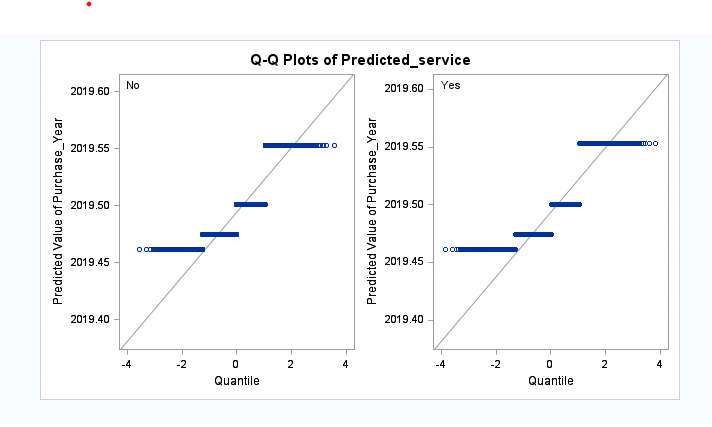 Q-Q Plots of Predicted_service
Predicted Value of Purchase_Year
No
2019.60
2019.55
2019.50
2019.45
2019.40
-4 -2 0 2 4
Quantile
Predicted Value of Purchase_Year
Yes
2019.60
2019.55
2019.50
2019.45
2019.40
-4 -2 0 2 4
Quantile